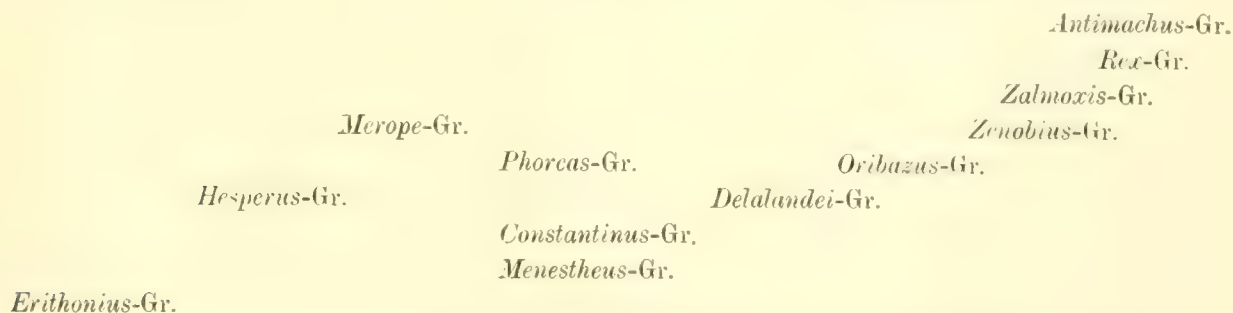 Antimachus-Gr.
Rex-Gr.
Zalmoxis-Gr.
Merope-Gr. Zenobius-Gr.
Phorcas-Gr. Oribazus-Gr.
Hesperus-Gr. Delalandei-Gr.
Constantinus-Gr.
Menestheus-Gr.
Erithonius-Gr.